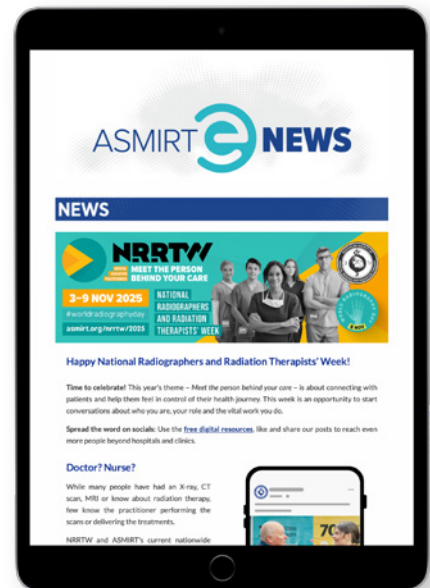 ASMIRT e NEWS
NEWS
NRRTW
MEET THE PERSON
BEHIND YOUR CARE
3–9 NOV 2025
#worldradiographyday
asmirt.org/nrrtw/2025
NATIONAL
RADIOGRAPHERS
AND RADIATION
THERAPISTS' WEEK
8 NOV
Happy National Radiographers and Radiation Therapists' Week!
Time to celebrate! This year's theme – Meet the person behind your care – is about connecting with
patients and help them feel in control of their health journey. This week is an opportunity to start
conversations about who you are, your role and the vital work you do.
Spread the word on socials: Use the free digital resources, like and share our posts to reach even
more people beyond hospitals and clinics.
Doctor? Nurse?
While many people have had an X-ray, CT
scan, MRI or know about radiation therapy,
few know the practitioner performing the
scans or delivering the treatments.
NRRTW and ASMIRT's current nationwide
70